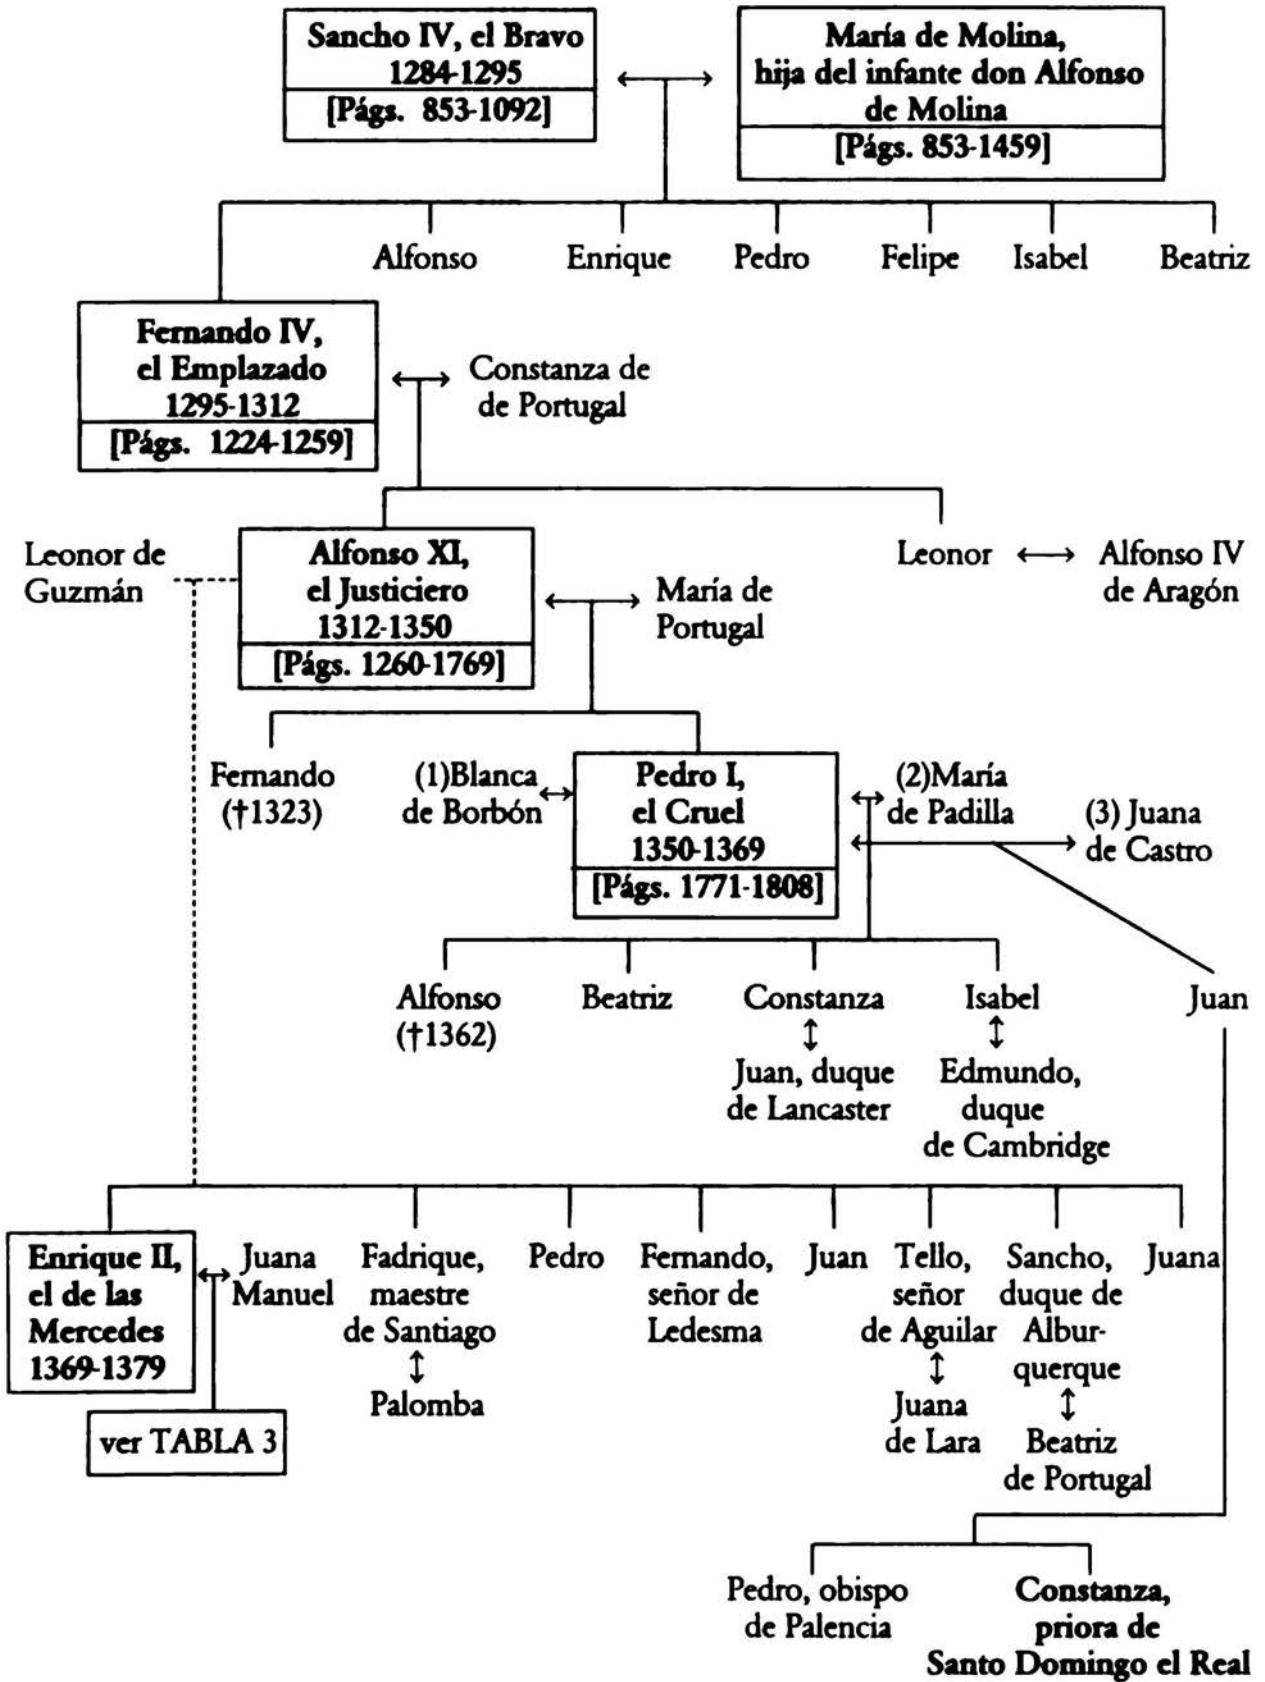 Sancho IV, el Bravo
1284-1295
[Págs. 853-1092]
María de Molina,
hija del infante don Alfonso
de Molina
[Págs. 853-1459]
Alfonso
Enrique
Pedro
Felipe
Isabel
Beatriz
Fernando IV,
el Emplazado
1295-1312
[Págs. 1224-1259]
Constanza de
de Portugal
Leonor de
Guzmán
Alfonso XI,
el Justiciero
1312-1350
[Págs. 1260-1769]
María de
Portugal
Leonor
Alfonso IV
de Aragón
Fernando
(†1323)
(1)Blanca
de Borbón
Pedro I,
el Cruel
1350-1369
[Págs. 1771-1808]
(2)María
de Padilla
(3) Juana
de Castro
Alfonso
(†1362)
Beatriz
Constanza
Juan, duque
de Lancaster
Isabel
Edmundo,
duque
de Cambridge
Juan
Enrique II,
el de las
Mercedes
1369-1379
Juana
Manuel
ver TABLA 3
Fadrique,
maestre
de Santiago
Palomba
Pedro
Fernando,
señor de
Ledesma
Juan
Tello,
señor
de Aguilar
Juana
de Lara
Sancho,
duque de
Albur-
querque
Beatriz
de Portugal
Juana
Pedro, obispo
de Palencia
Constanza,
priora de
Santo Domingo el Real